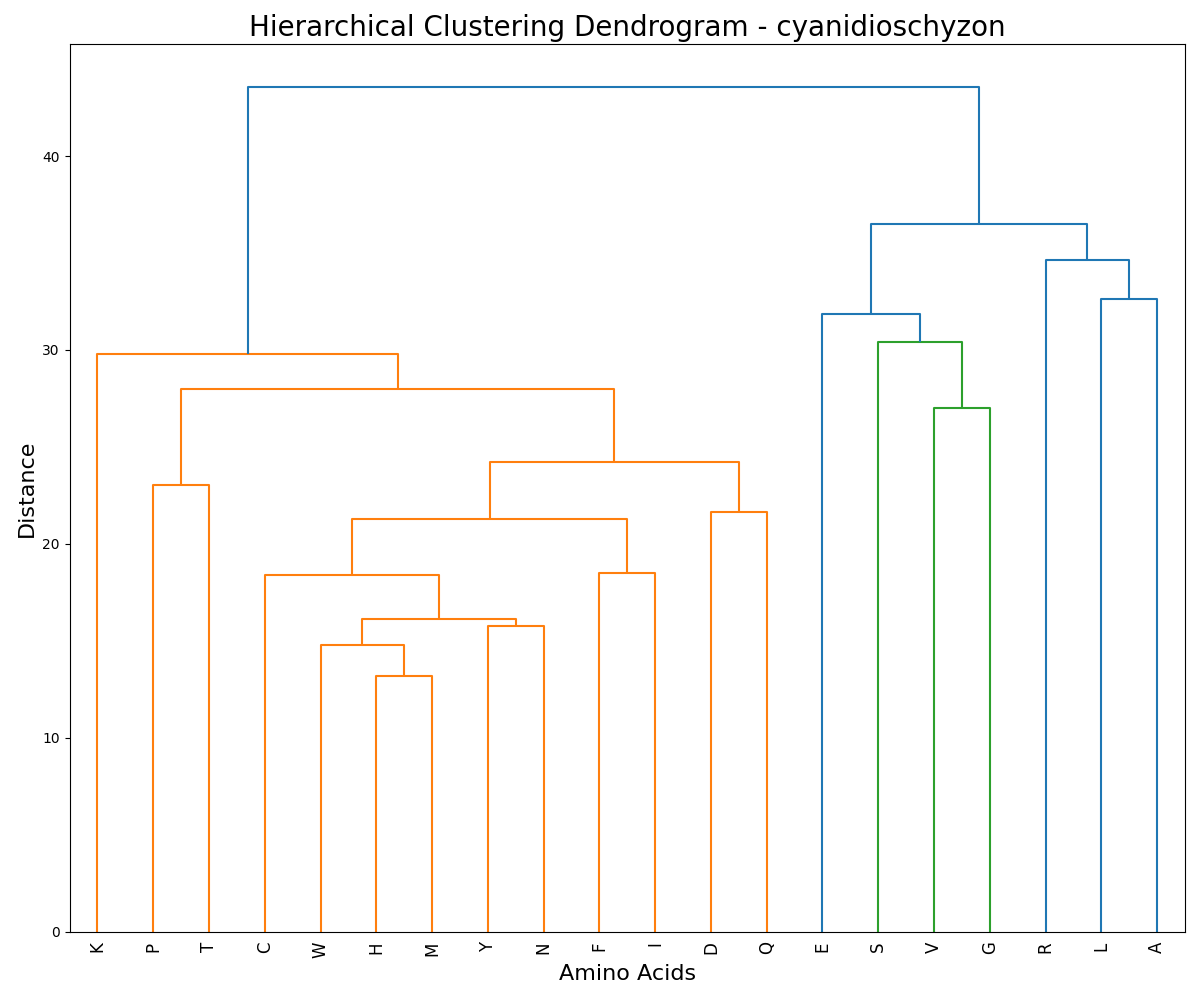 Hierarchical Clustering Dendrogram - cyanidioschyzon
40
30
20
10
0
Distance
K P T C W H M Y N F I D Q E S V G R L A
Amino Acids